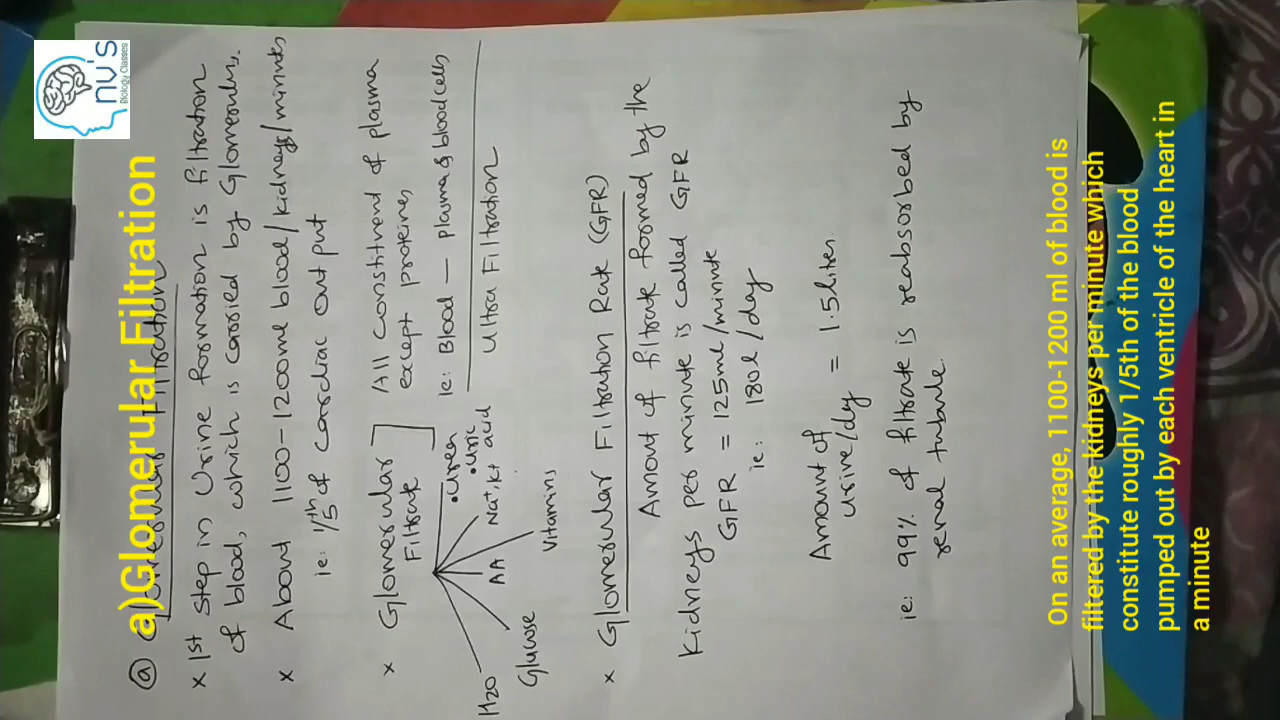 nv's
Biology Classes
a)Glomerular Filtration
ⓐ Glomerular Filtration
x 1st Step in Urine formation is filtration
of blood, which is carried by Glomerulus.
x About 1100-1200ml blood/kidneys/minutes
ie: 1/5th of cardiac out put
x Glomerular Filtrate
All constituent of plasma
except proteins,
ie: Blood — plasma & blood cells
Ultra Filtration
H2O
Glucose
AA
Vitamins
Na+, K+
•Urea
•Uric acid
x Glomerular Filtration Rate (GFR)
Amount of filtrate formed by the
kidneys per minute is called GFR
GFR = 125ml/minute
ie: 180l/day
Amount of
urine/dy = 1.5liter.
ie: 99% of filtrate is reabsorbed by
renal tubule.
On an average, 1100-1200 ml of blood is
filtered by the kidneys per minute which
constitute roughly 1/5th of the blood
pumped out by each ventricle of the heart in
a minute